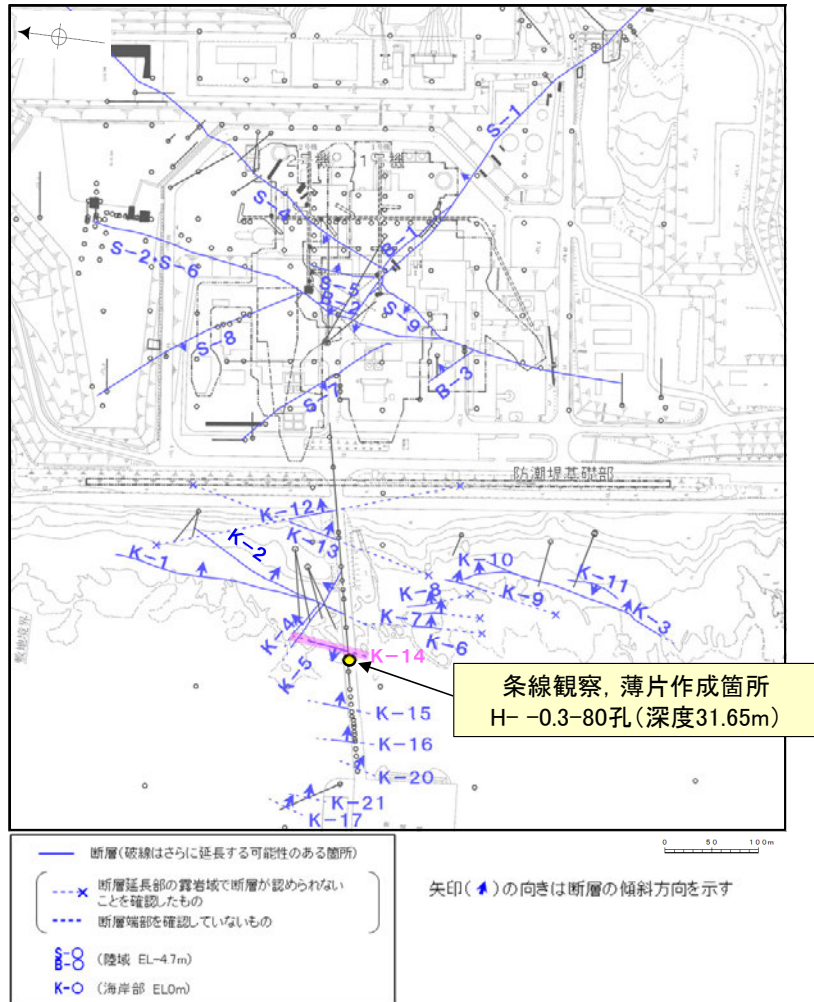 S-1
2号機
1号機
S-4
B-1
S-2・S-6
S-5
B-2
S-9
S-8
B-3
S-7
防潮堤基礎部
K-12
K-2
K-13
K-10
K-1
K-11
K-8
K-9
K-3
K-4
K-7
K-6
敷地境界
K-5
K-14
条線観察, 薄片作成箇所
H- -0.3-80孔(深度31.65m)
K-15
K-16
K-20
K-21
K-17
0 50 100m
断層(破線はさらに延長する可能性のある箇所)
断層延長部の露岩域で断層が認められない
ことを確認したもの
断層端部を確認していないもの
矢印( )の向きは断層の傾斜方向を示す
S-○
B-○ (陸域 EL-4.7m)
K-○ (海岸部 EL0m)